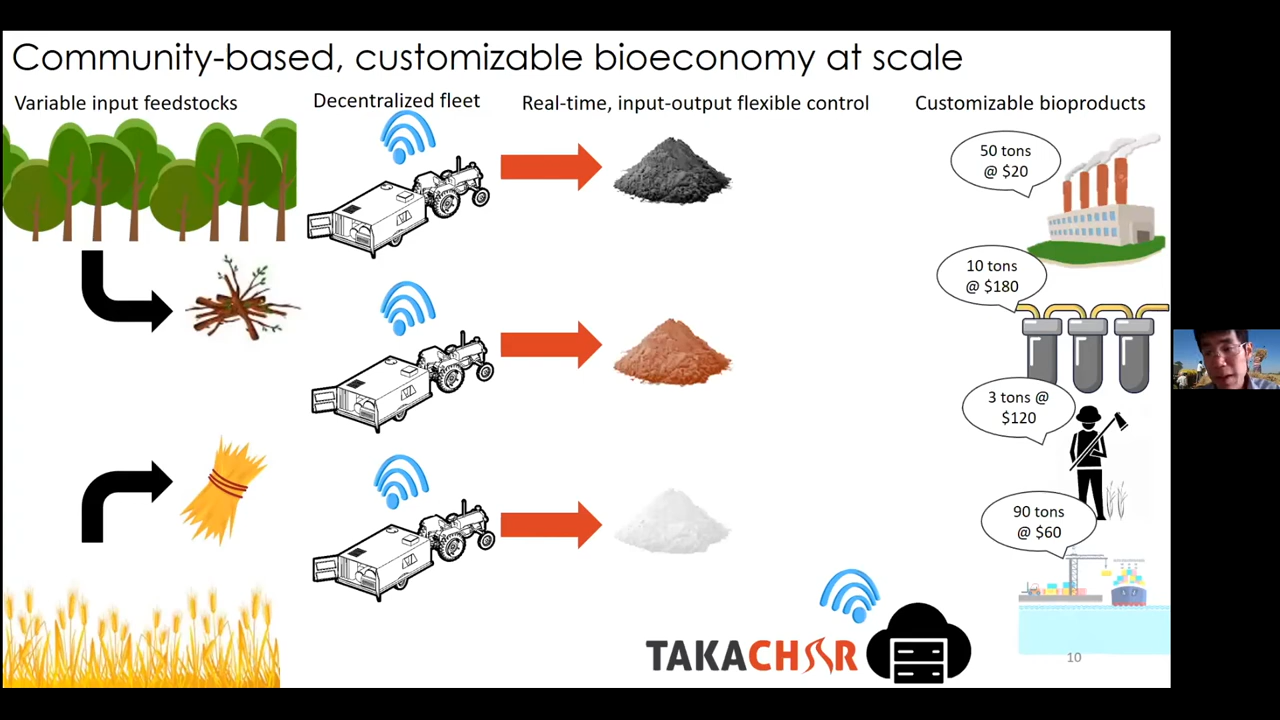 Community-based, customizable bioeconomy at scale
Variable input feedstocks
Decentralized fleet
Real-time, input-output flexible control
Customizable bioproducts
50 tons
@ $20
10 tons
@ $180
3 tons @
$120
90 tons
@ $60
TAKACHAR
10